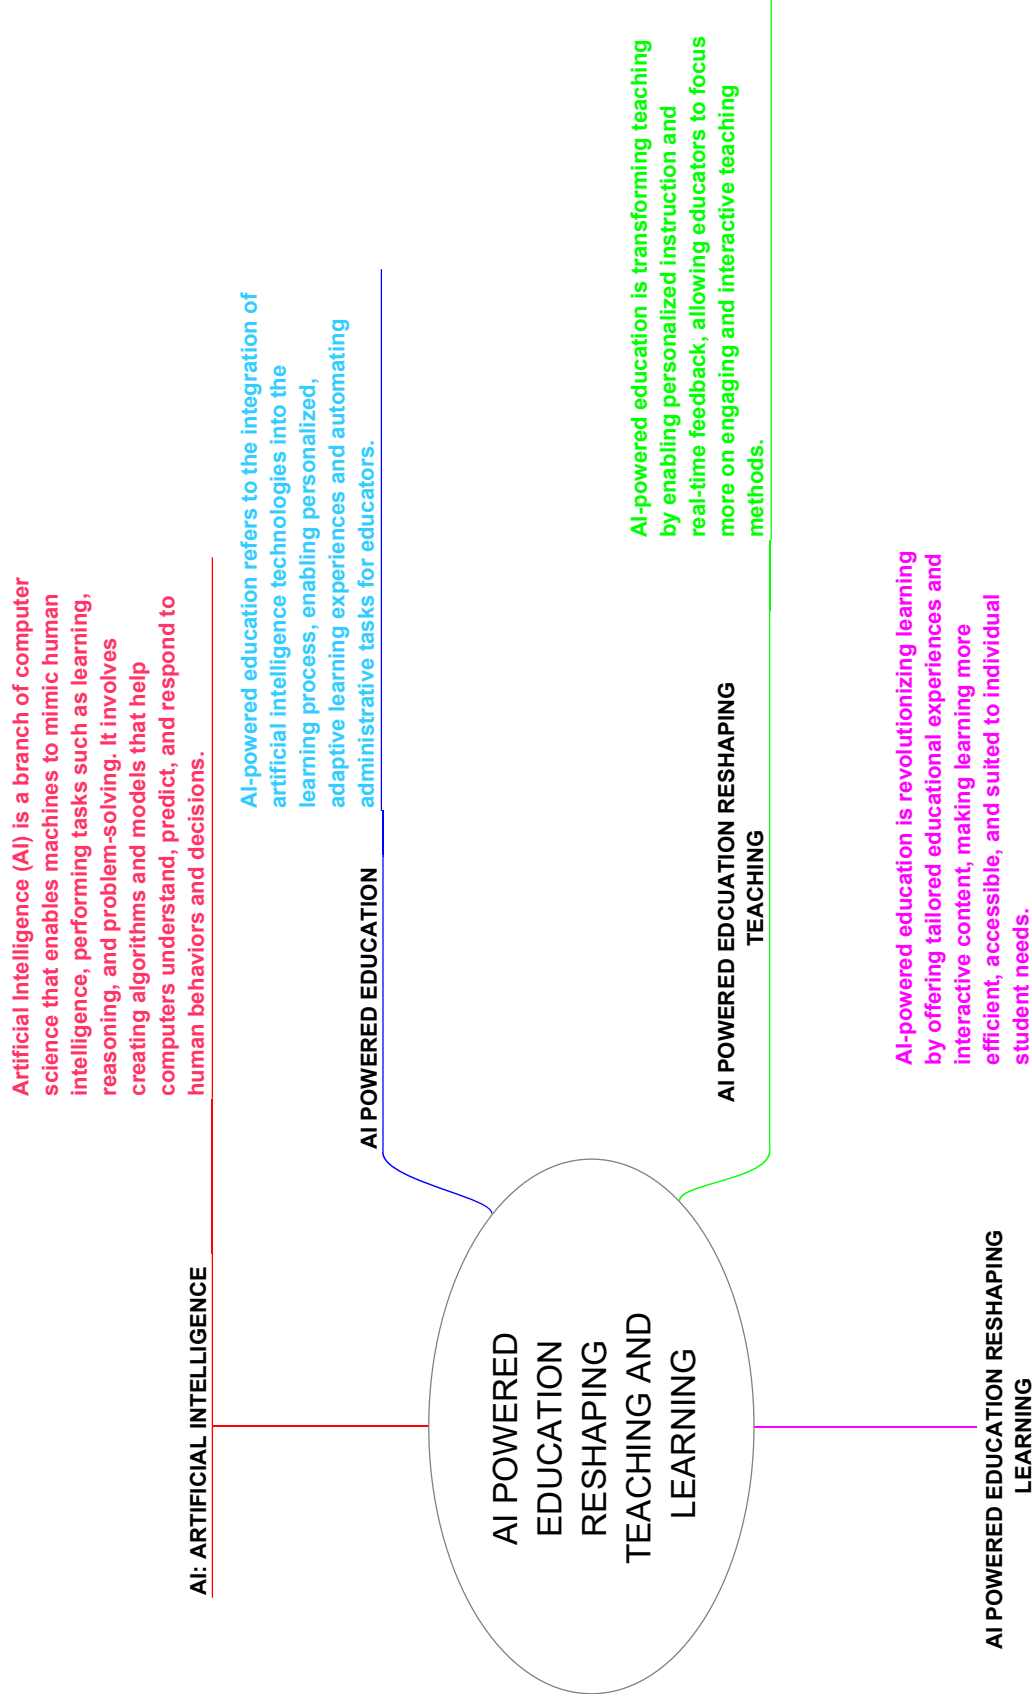 Artificial Intelligence (AI) is a branch of computer
science that enables machines to mimic human
intelligence, performing tasks such as learning,
reasoning, and problem-solving. It involves
creating algorithms and models that help
computers understand, predict, and respond to
human behaviors and decisions.
AI: ARTIFICIAL INTELLIGENCE
AI-powered education refers to the integration of
artificial intelligence technologies into the
learning process, enabling personalized,
adaptive learning experiences and automating
administrative tasks for educators.
AI POWERED EDUCATION
AI POWERED
EDUCATION
RESHAPING
TEACHING AND
LEARNING
AI-powered education is transforming teaching
by enabling personalized instruction and
real-time feedback, allowing educators to focus
more on engaging and interactive teaching
methods.
AI POWERED EDCUATION RESHAPING
TEACHING
AI-powered education is revolutionizing learning
by offering tailored educational experiences and
interactive content, making learning more
efficient, accessible, and suited to individual
student needs.
AI POWERED EDUCATION RESHAPING
LEARNING